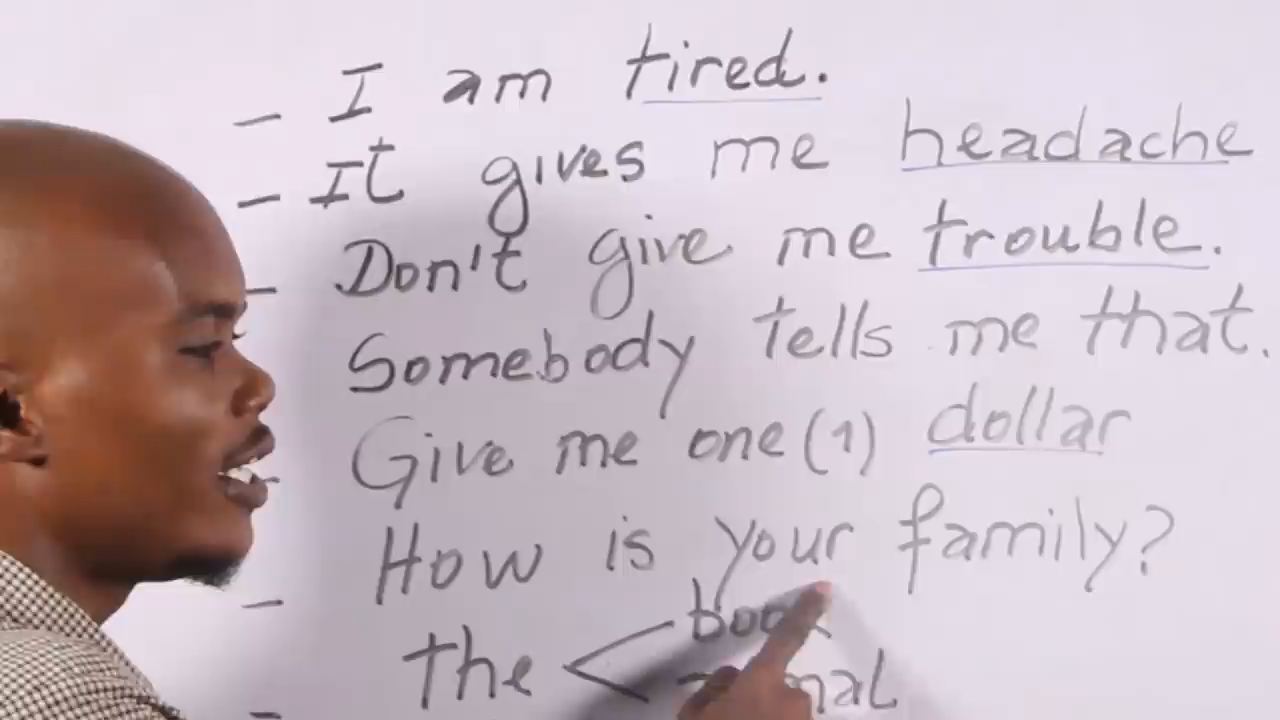 - I am tired.
- It gives me headache
- Don't give me trouble.
Somebody tells me that.
- Give me one (1) dollar
- How is your family?
the